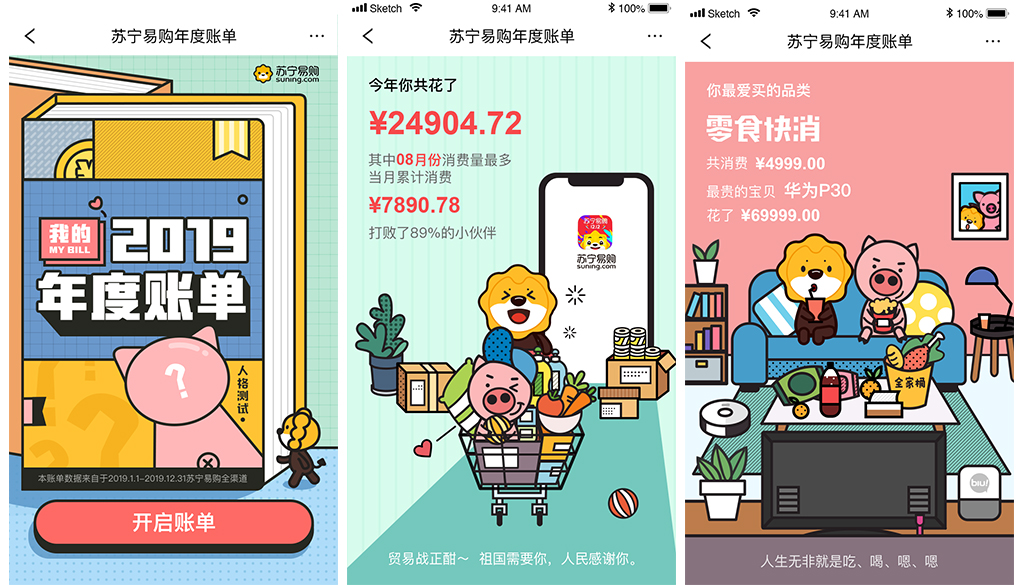 苏宁易购年度账单
苏宁易购
suning.com
我的
MY BILL
2019
年度账单
?
人格测试
本账单数据来自于2019.1.1-2019.12.31苏宁易购全渠道
开启账单
Sketch
9:41 AM
100%
苏宁易购年度账单
今年你共花了
¥24904.72
其中08月份消费量最多
当月累计消费
¥7890.78
打败了89%的小伙伴
苏宁易购
苏宁易购
suning.com
贸易战正酣～ 祖国需要你，人民感谢你。
Sketch
9:41 AM
100%
苏宁易购年度账单
你最爱买的品类
零食快消
共消费 ¥4999.00
最贵的宝贝 华为P30
花了 ¥69999.00
全家桶
biu!
人生无非就是吃、喝、嗯、嗯